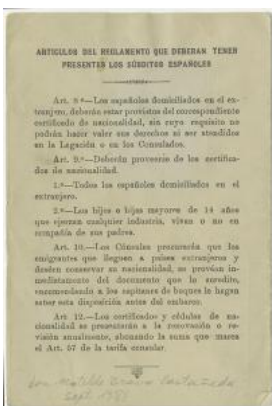 ARTICULOS DEL REGLAMENTO QUE DEBERAN TENER
PRESENTES LOS SÚBDITOS ESPAÑOLES
Art. 8.º—Los españoles domiciliados en el ex-
tranjero, deberán estar provistos del correspondiente
certificado de nacionalidad, sin cuyo requisito no
podrán hacer valer sus derechos ni ser atendidos
en la Legación o en los Consulados.
Art. 9.º—Deberán proveerse de los certifica-
dos de nacionalidad.
1.º—Todos los españoles domiciliados en el
extranjero.
2.º—Los hijos e hijas mayores de 14 años
que ejerzan cualquier industria, vivan o no en
compañía de sus padres.
Art. 10.—Los Cónsules procurarán que los
emigrantes que lleguen a países extranjeros y
deseen conservar su nacionalidad, se provean in-
mediatamente del documento que lo acredite,
recomendando a los capitanes de buques le hagan
saber esta disposición antes del embarco.
Art. 12.—Los certificados y cédulas de na-
cionalidad se presentarán a la renovación o re-
visión anualmente, abonando la suma que marca
el Art. 57 de la tarifa consular.
Matilde Castañeda
Sept.